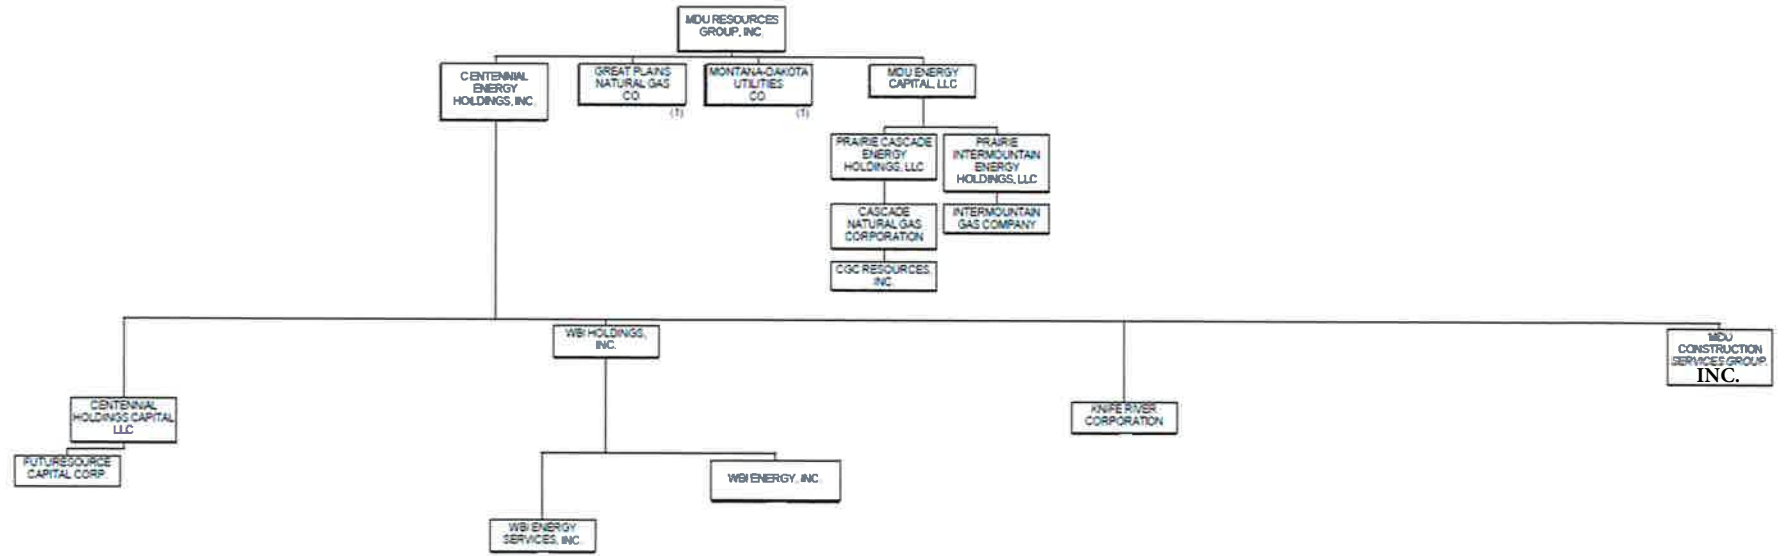 MDU RESOURCES
GROUP, INC.
CENTENNIAL
ENERGY
HOLDINGS, INC.
GREAT PLAINS
NATURAL GAS
CO.
(1)
MONTANA-DAKOTA
UTILITIES
CO.
(1)
MDU ENERGY
CAPITAL, LLC
PRAIRIE CASCADE
ENERGY
HOLDINGS, LLC
PRAIRIE
INTERMOUNTAIN
ENERGY
HOLDINGS, LLC
CASCADE
NATURAL GAS
CORPORATION
INTERMOUNTAIN
GAS COMPANY
CGC RESOURCES,
INC.
WBI HOLDINGS,
INC.
MDU
CONSTRUCTION
SERVICES GROUP,
INC.
CENTENNIAL
HOLDINGS CAPITAL
LLC
KNIFE RIVER
CORPORATION
FUTURESOURCE
CAPITAL CORP.
WBI ENERGY, INC.
WBI ENERGY
SERVICES, INC.